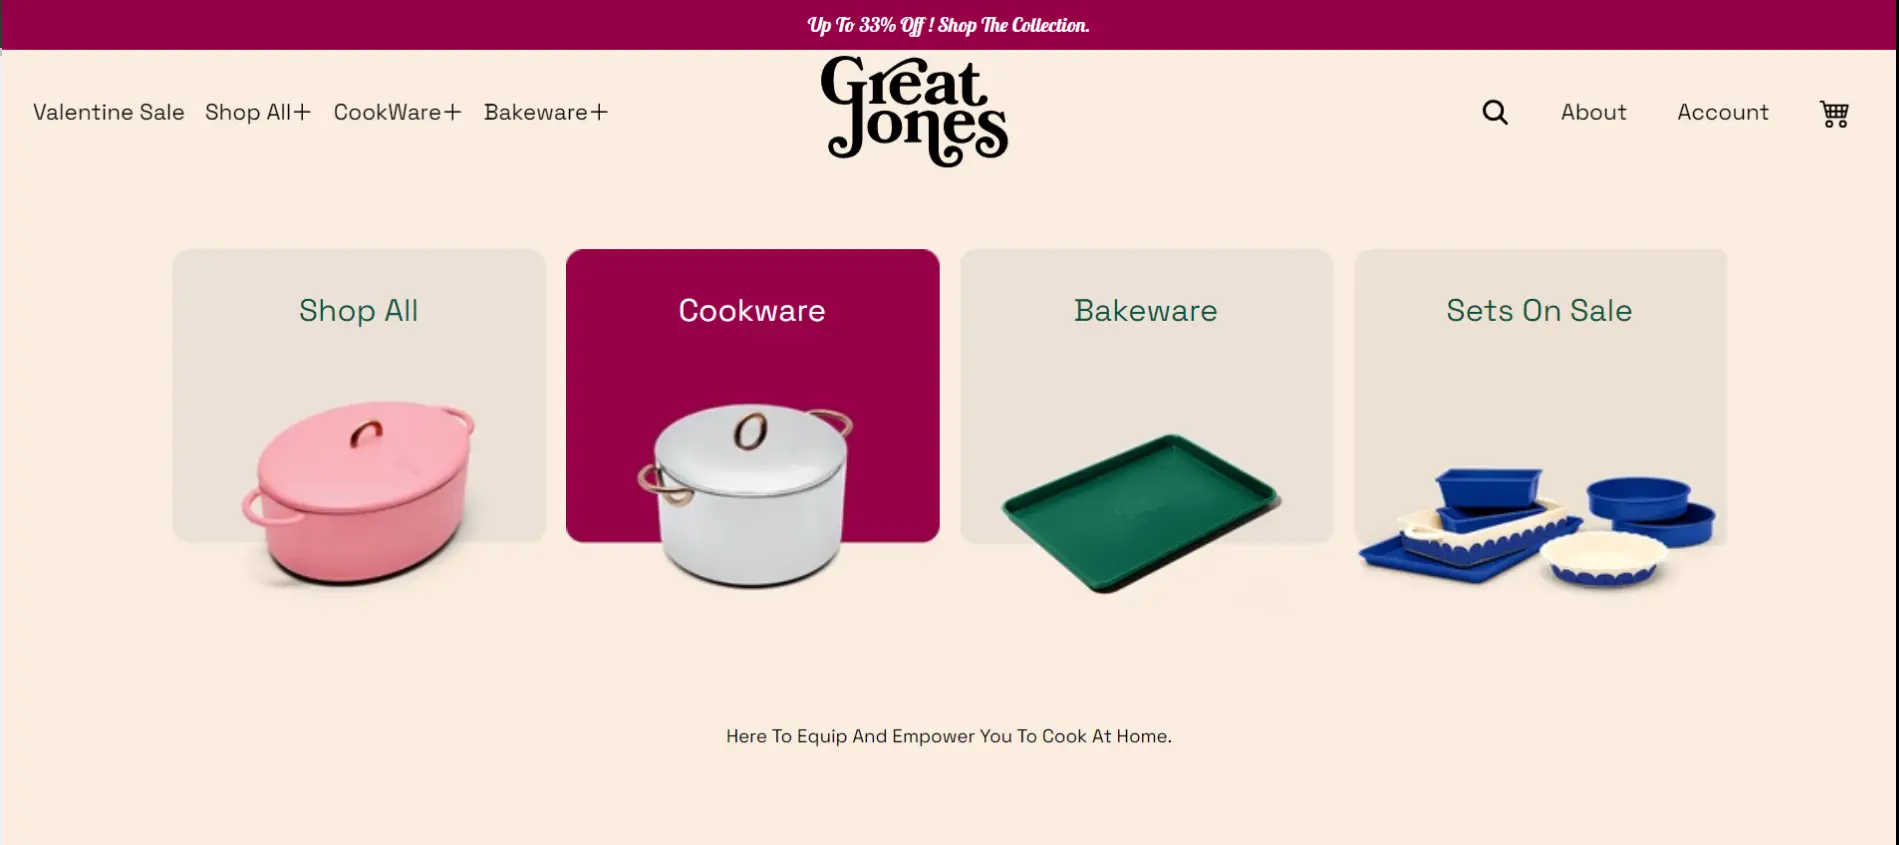 Up To 33% Off ! Shop The Collection.
Valentine Sale Shop All+ CookWare+ Bakeware+
Great
Jones
About Account
Shop All
Cookware
Bakeware
Sets On Sale
Here To Equip And Empower You To Cook At Home.